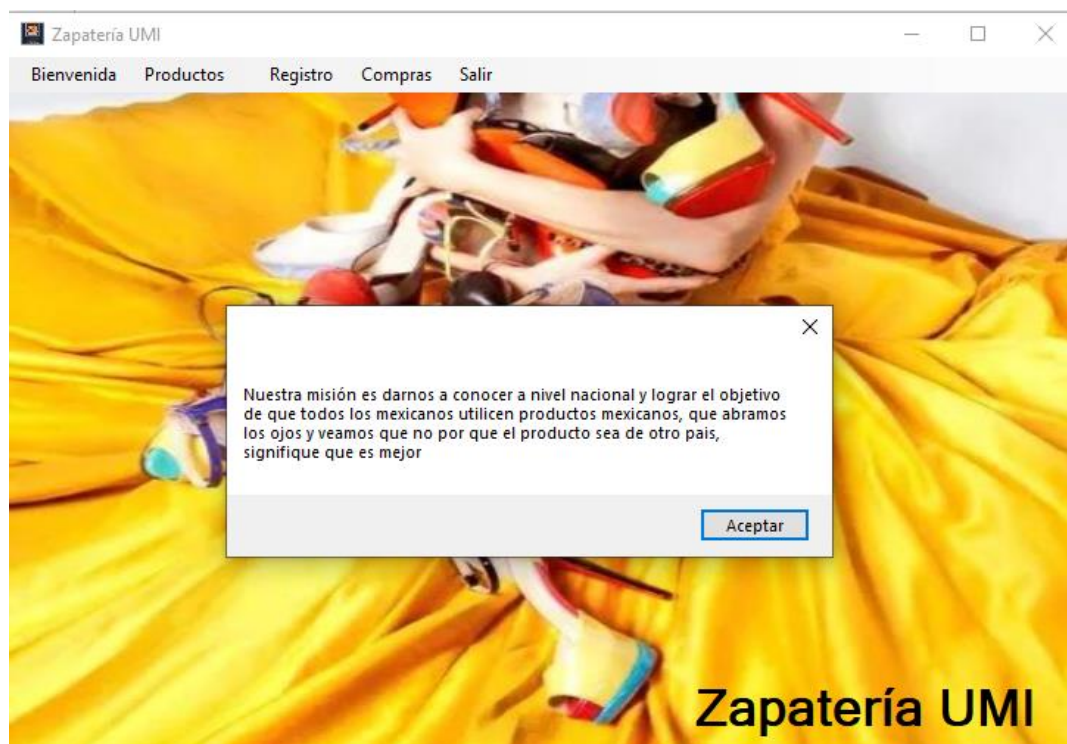 Zapatería UMI
Bienvenida Productos Registro Compras Salir
Nuestra misión es darnos a conocer a nivel nacional y lograr el objetivo
de que todos los mexicanos utilicen productos mexicanos, que abramos
los ojos y veamos que no por que el producto sea de otro pais,
signifique que es mejor
Aceptar
Zapatería UMI